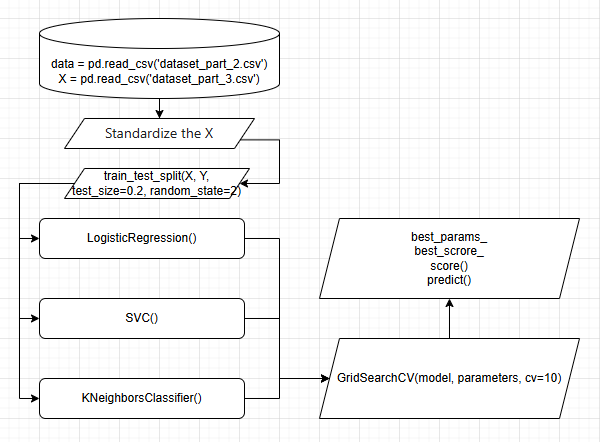 data = pd.read_csv('dataset_part_2.csv')
X = pd.read_csv('dataset_part_3.csv')
Standardize the X
train_test_split(X, Y,
test_size=0.2, random_state=2)
LogisticRegression()
SVC()
KNeighborsClassifier()
best_params_
best_scrore_
score()
predict()
GridSearchCV(model, parameters, cv=10)